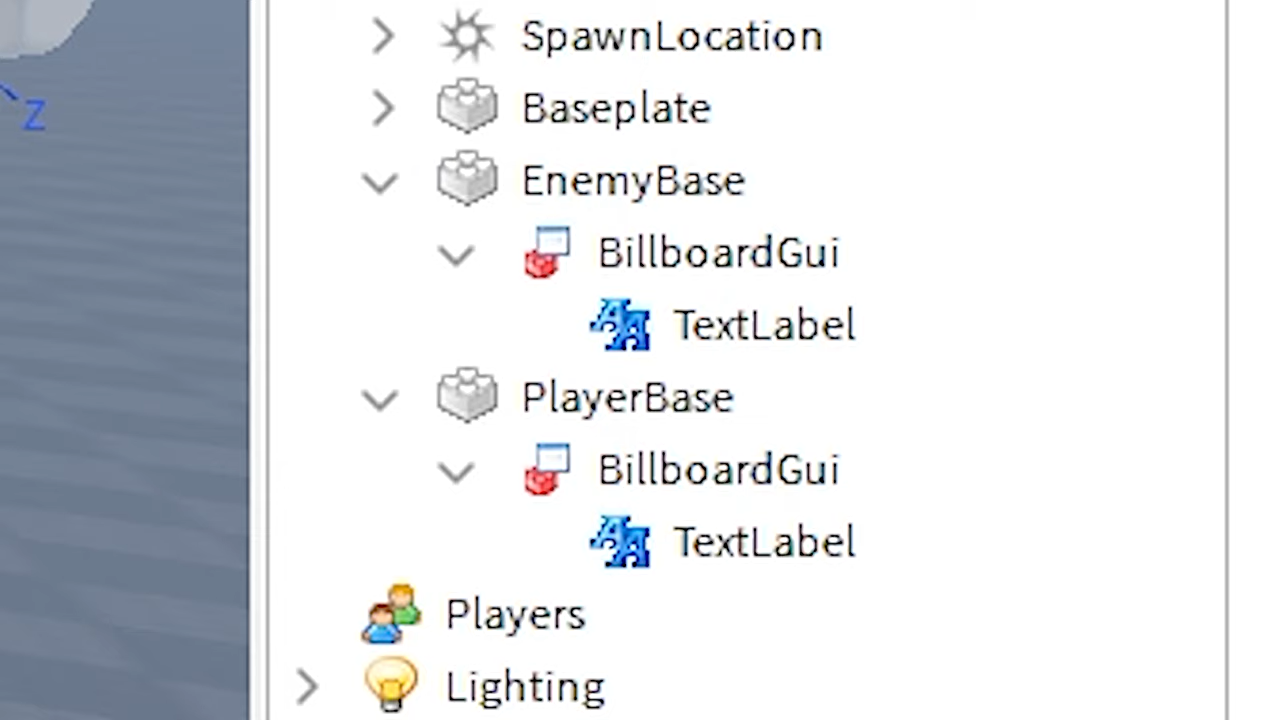 Z
SpawnLocation
Baseplate
EnemyBase
BillboardGui
TextLabel
PlayerBase
BillboardGui
TextLabel
Players
Lighting